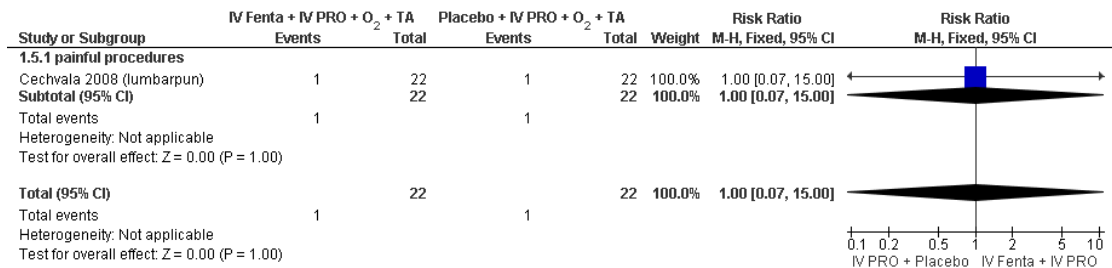 IV Fenta + IV PRO + O2 + TA Placebo + IV PRO + O2 + TA Risk Ratio Risk Ratio
Study or Subgroup Events Total Events Total Weight M-H, Fixed, 95% CI M-H, Fixed, 95% CI
1.5.1 painful procedures
Cechvala 2008 (lumbarpun) 1 22 1 22 100.0% 1.00 [0.07, 15.00]
Subtotal (95% CI) 22 22 100.0% 1.00 [0.07, 15.00]
Total events 1 1
Heterogeneity: Not applicable
Test for overall effect: Z = 0.00 (P = 1.00)
Total (95% CI) 22 22 100.0% 1.00 [0.07, 15.00]
Total events 1 1
Heterogeneity: Not applicable
Test for overall effect: Z = 0.00 (P = 1.00)
0.1 0.2 0.5 1 2 5 10
IV PRO + Placebo IV Fenta + IV PRO